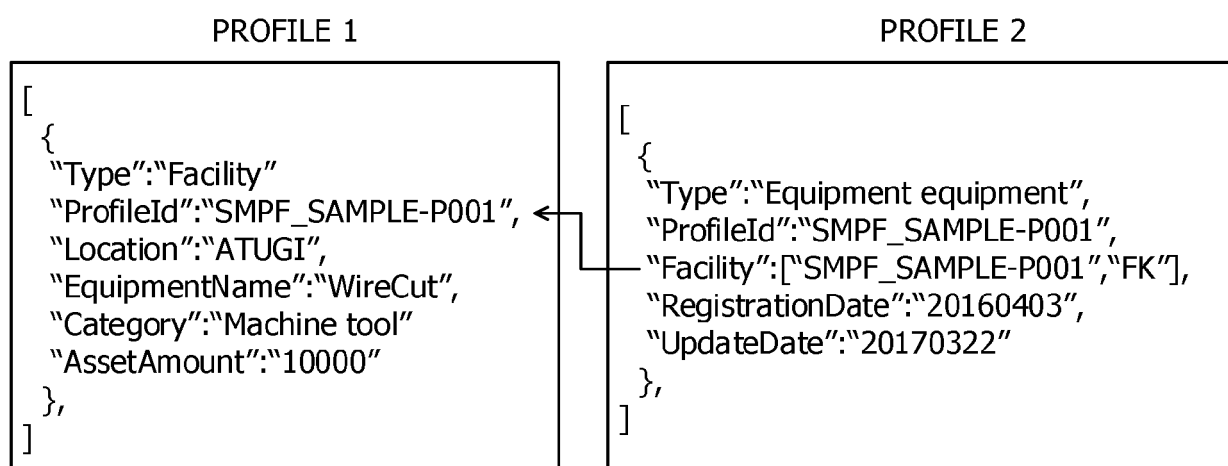 PROFILE 1
[
{
“Type”:“Facility”
“ProfileId”:“SMPF_SAMPLE-P001”,
“Location”:“ATUGI”,
“EquipmentName”:“WireCut”,
“Category”:“Machine tool”
“AssetAmount”:“10000”
},
]
PROFILE 2
[
{
“Type”:“Equipment equipment”,
“ProfileId”:“SMPF_SAMPLE-P001”,
“Facility”:[“SMPF_SAMPLE-P001”,“FK”],
“RegistrationDate”:“20160403”,
“UpdateDate”:“20170322”
},
]